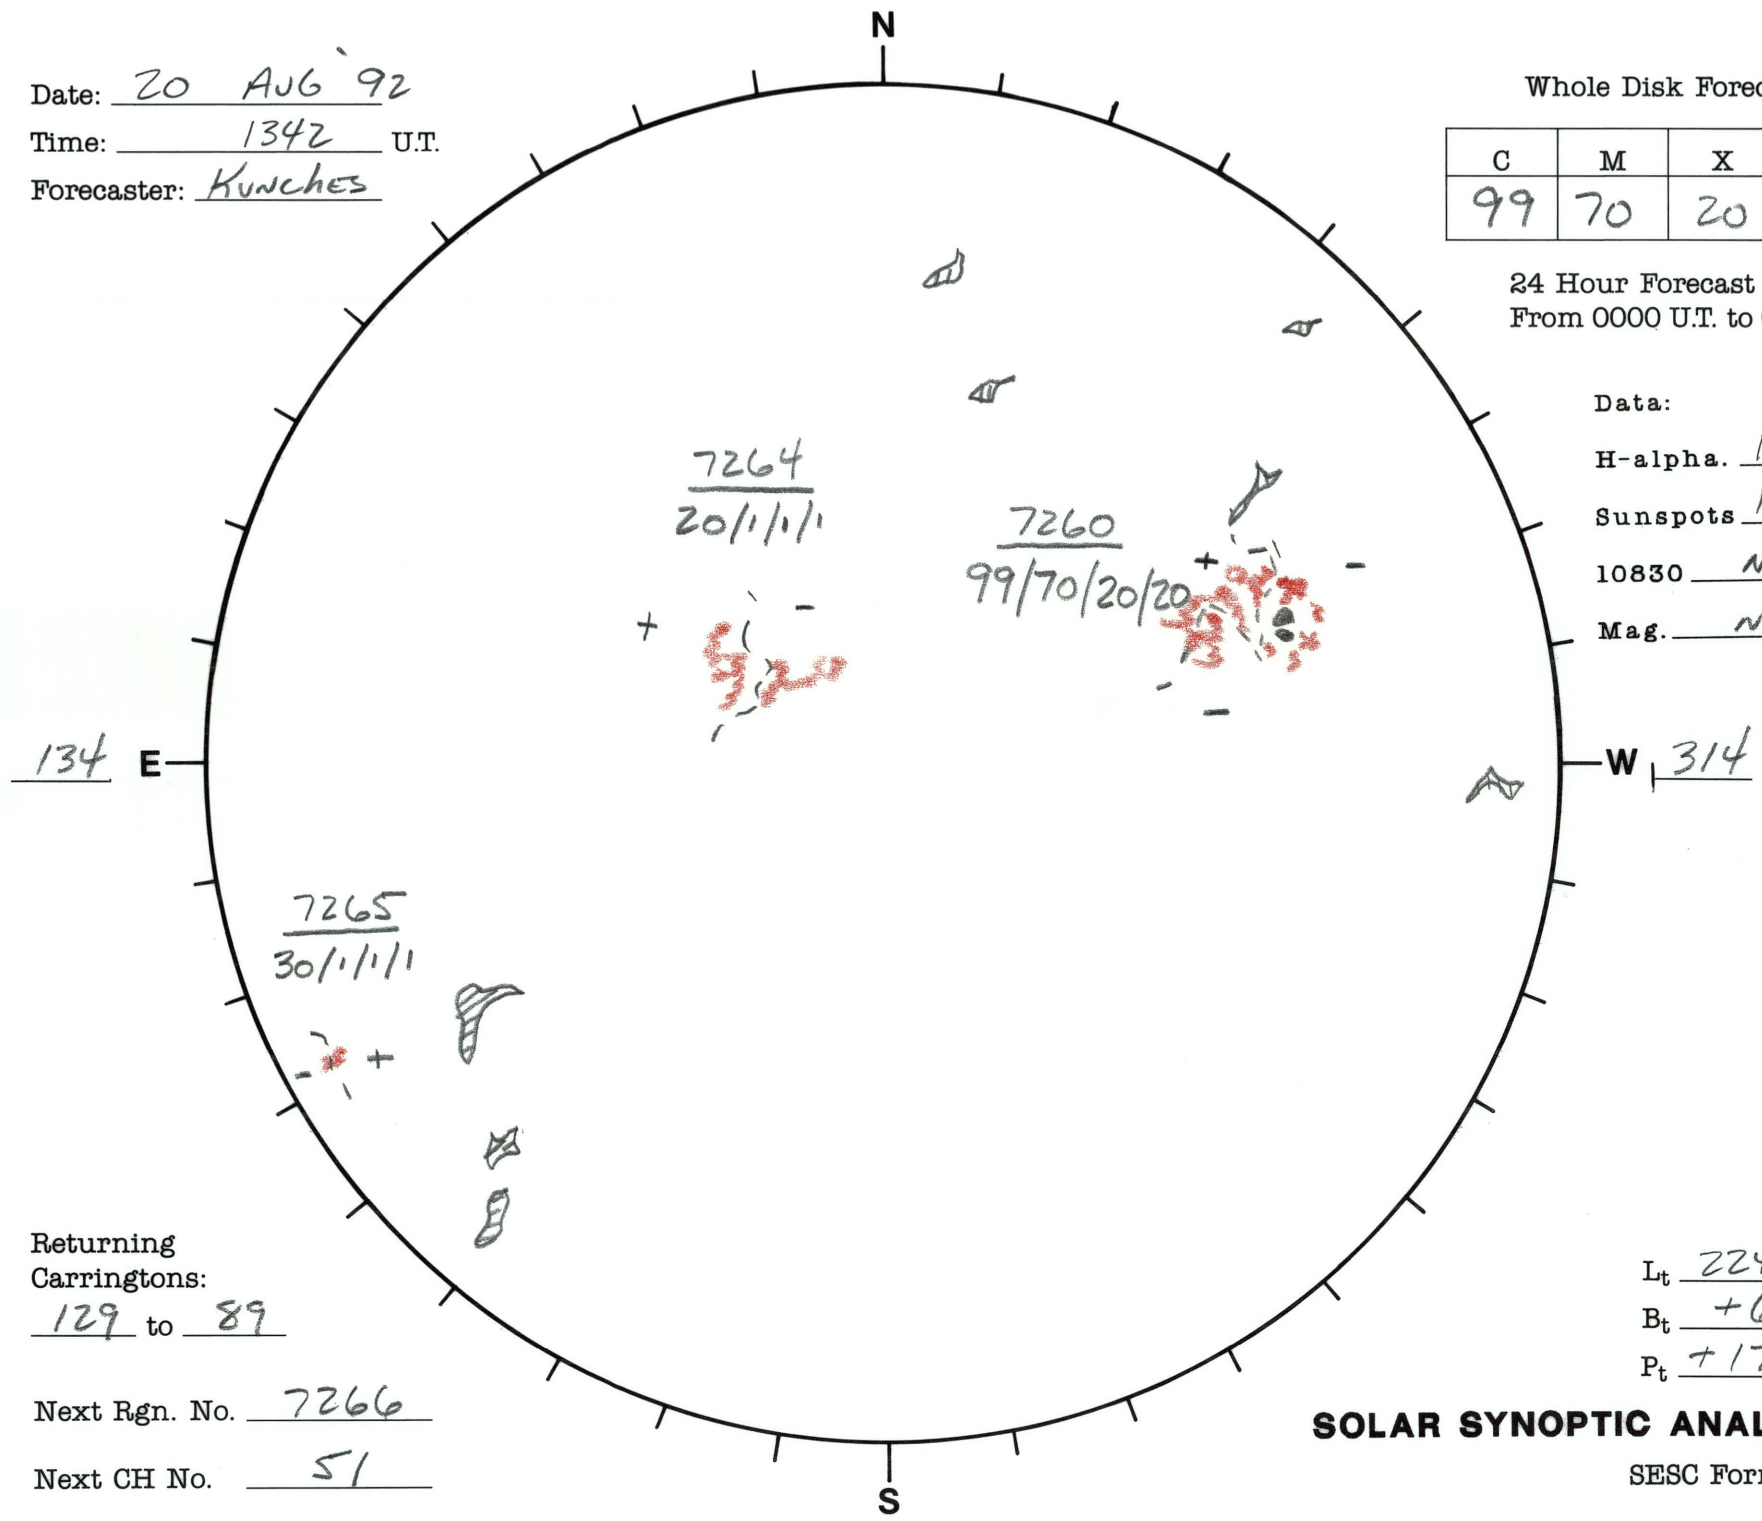 N
Date: 20 AUG '92
Time: 1342 U.T.
Forecaster: Kunches
Whole Disk Forec
C M X
99 70 20
24 Hour Forecast
From 0000 U.T. to
Data:
H-alpha.
Sunspots
10830 N
Mag. N
7264
20/1/1/1
7260
99/70/20/20
+ -
+ -
-
-
134 E
W 314
7265
30/1/1/1
- +
Returning
Carringtons:
129 to 89
Next Rgn. No. 7266
Next CH No. 51
Lt 224
Bt +6
Pt +17
SOLAR SYNOPTIC ANAL
SESC For
S